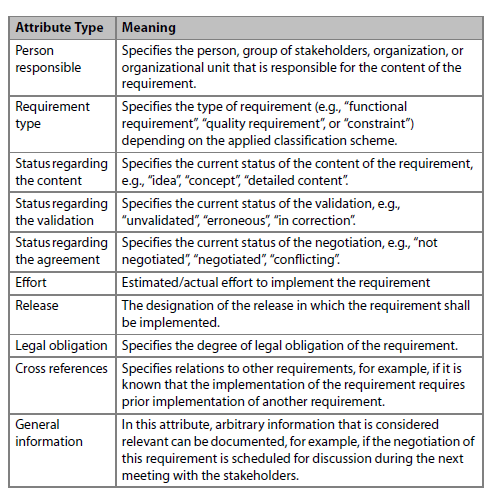 Attribute Type Meaning
Person Specifies the person, group of stakeholders, organization, or
responsible organizational unit that is responsible for the content of the
requirement.
Requirement Specifies the type of requirement (e.g., “functional
type requirement”, “quality requirement”, or “constraint”)
depending on the applied classification scheme.
Status regarding Specifies the current status of the content of the requirement,
the content e.g., “idea”, “concept”, “detailed content”.
Status regarding Specifies the current status of the validation, e.g.,
the validation “unvalidated”, “erroneous”, “in correction”.
Status regarding Specifies the current status of the negotiation, e.g., “not
the agreement negotiated”, “negotiated”, “conflicting”.
Effort Estimated/actual effort to implement the requirement
Release The designation of the release in which the requirement shall
be implemented.
Legal obligation Specifies the degree of legal obligation of the requirement.
Cross references Specifies relations to other requirements, for example, if it is
known that the implementation of the requirement requires
prior implementation of another requirement.
General In this attribute, arbitrary information that is considered
information relevant can be documented, for example, if the negotiation of
this requirement is scheduled for discussion during the next
meeting with the stakeholders.